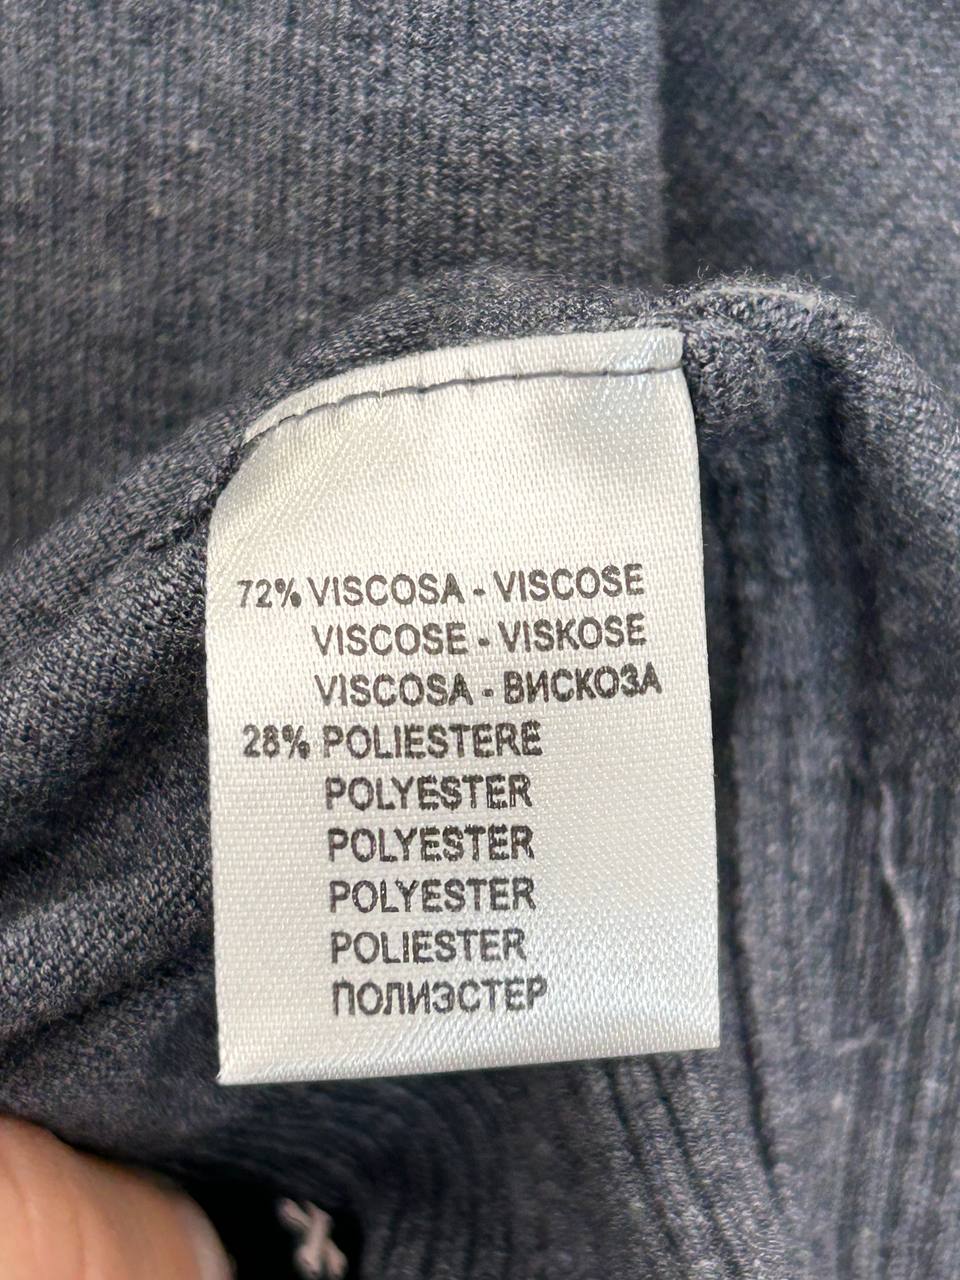 72% VISCOSA - VISCOSE
VISCOSE - VISKOSE
VISCOSA - ВИСКОЗА
28% POLIESTERE
POLYESTER
POLYESTER
POLYESTER
POLIESTER
ПОЛИЭСТЕР